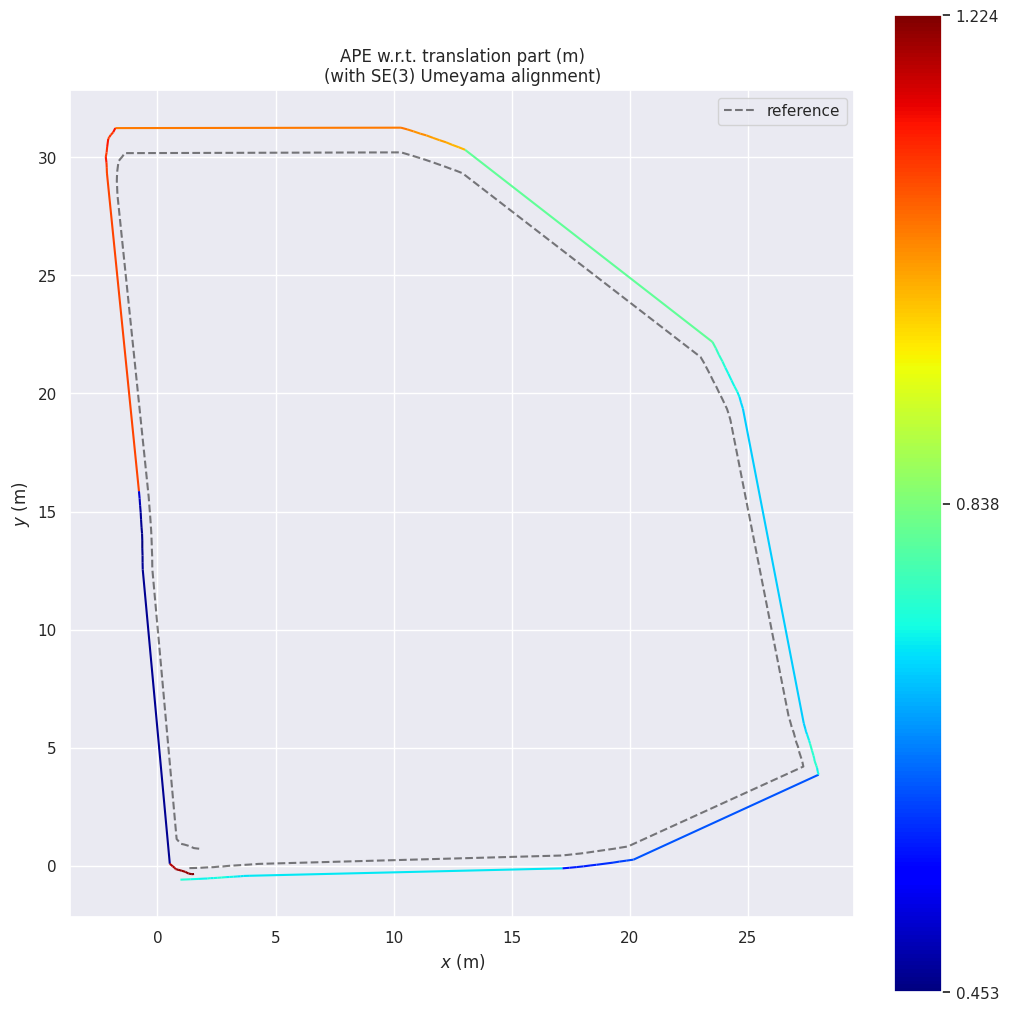 APE w.r.t. translation part (m)
(with SE(3) Umeyama alignment)
reference
1.224
0.838
0.453
30
25
20
15
10
5
0
y (m)
0 5 10 15 20 25
x (m)